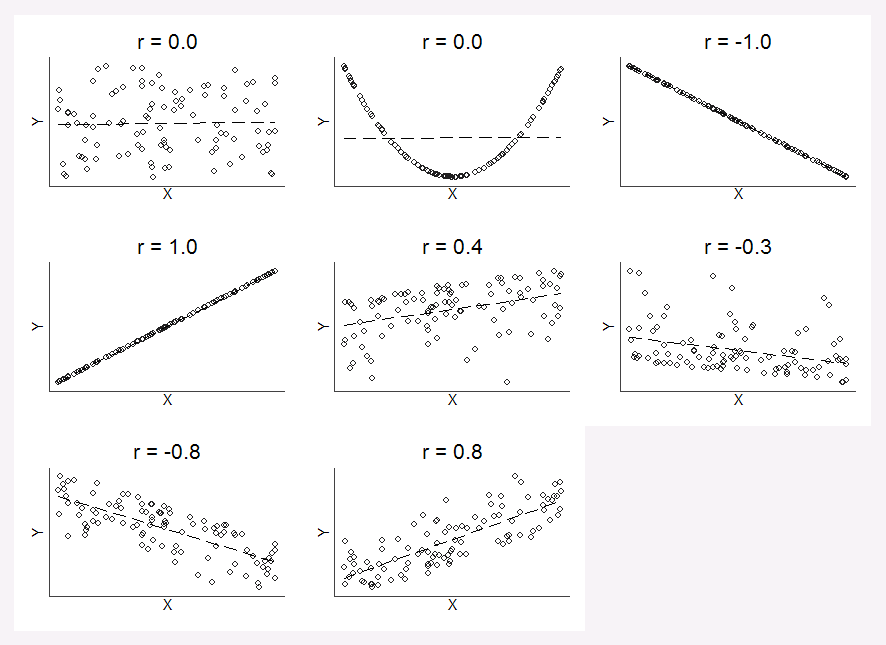 r = 0.0
Y
X
r = 0.0
Y
X
r = -1.0
Y
X
r = 1.0
Y
X
r = 0.4
Y
X
r = -0.3
Y
X
r = -0.8
Y
X
r = 0.8
Y
X